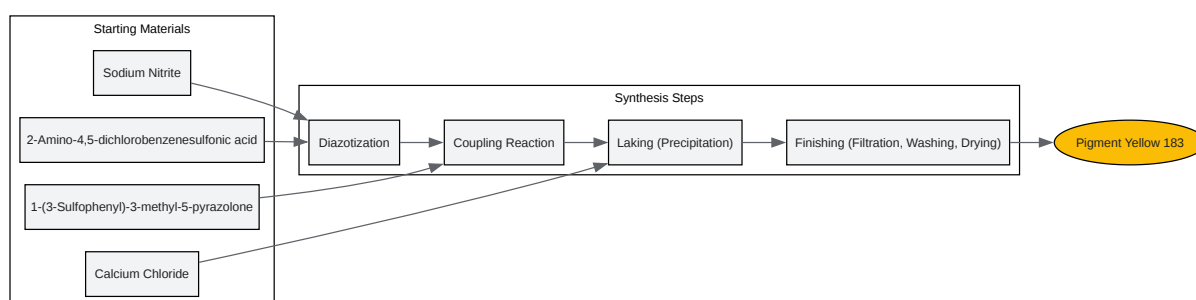 Starting Materials
Sodium Nitrite
2-Amino-4,5-dichlorobenzenesulfonic acid
1-(3-Sulfophenyl)-3-methyl-5-pyrazolone
Calcium Chloride
Synthesis Steps
Diazotization
Coupling Reaction
Laking (Precipitation)
Finishing (Filtration, Washing, Drying)
Pigment Yellow 183